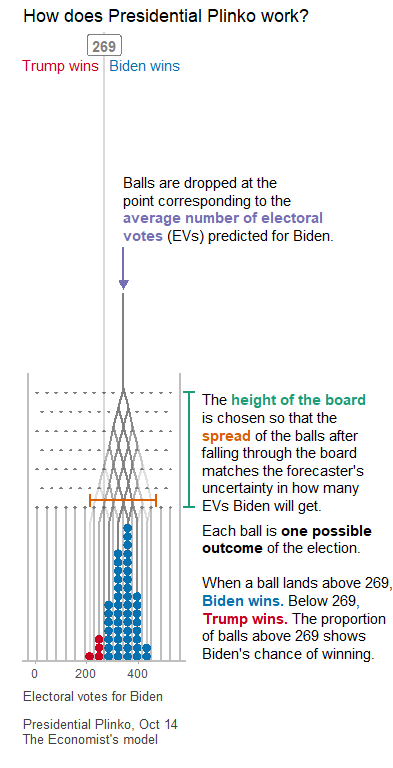 How does Presidential Plinko work?
269
Trump wins Biden wins
Balls are dropped at the
point corresponding to the
average number of electoral
votes (EVs) predicted for Biden.
The height of the board
is chosen so that the
spread of the balls after
falling through the board
matches the forecaster's
uncertainty in how many
EVs Biden will get.
Each ball is one possible
outcome of the election.
When a ball lands above 269,
Biden wins. Below 269,
Trump wins. The proportion
of balls above 269 shows
Biden's chance of winning.
0 200 400
Electoral votes for Biden
Presidential Plinko, Oct 14
The Economist's model